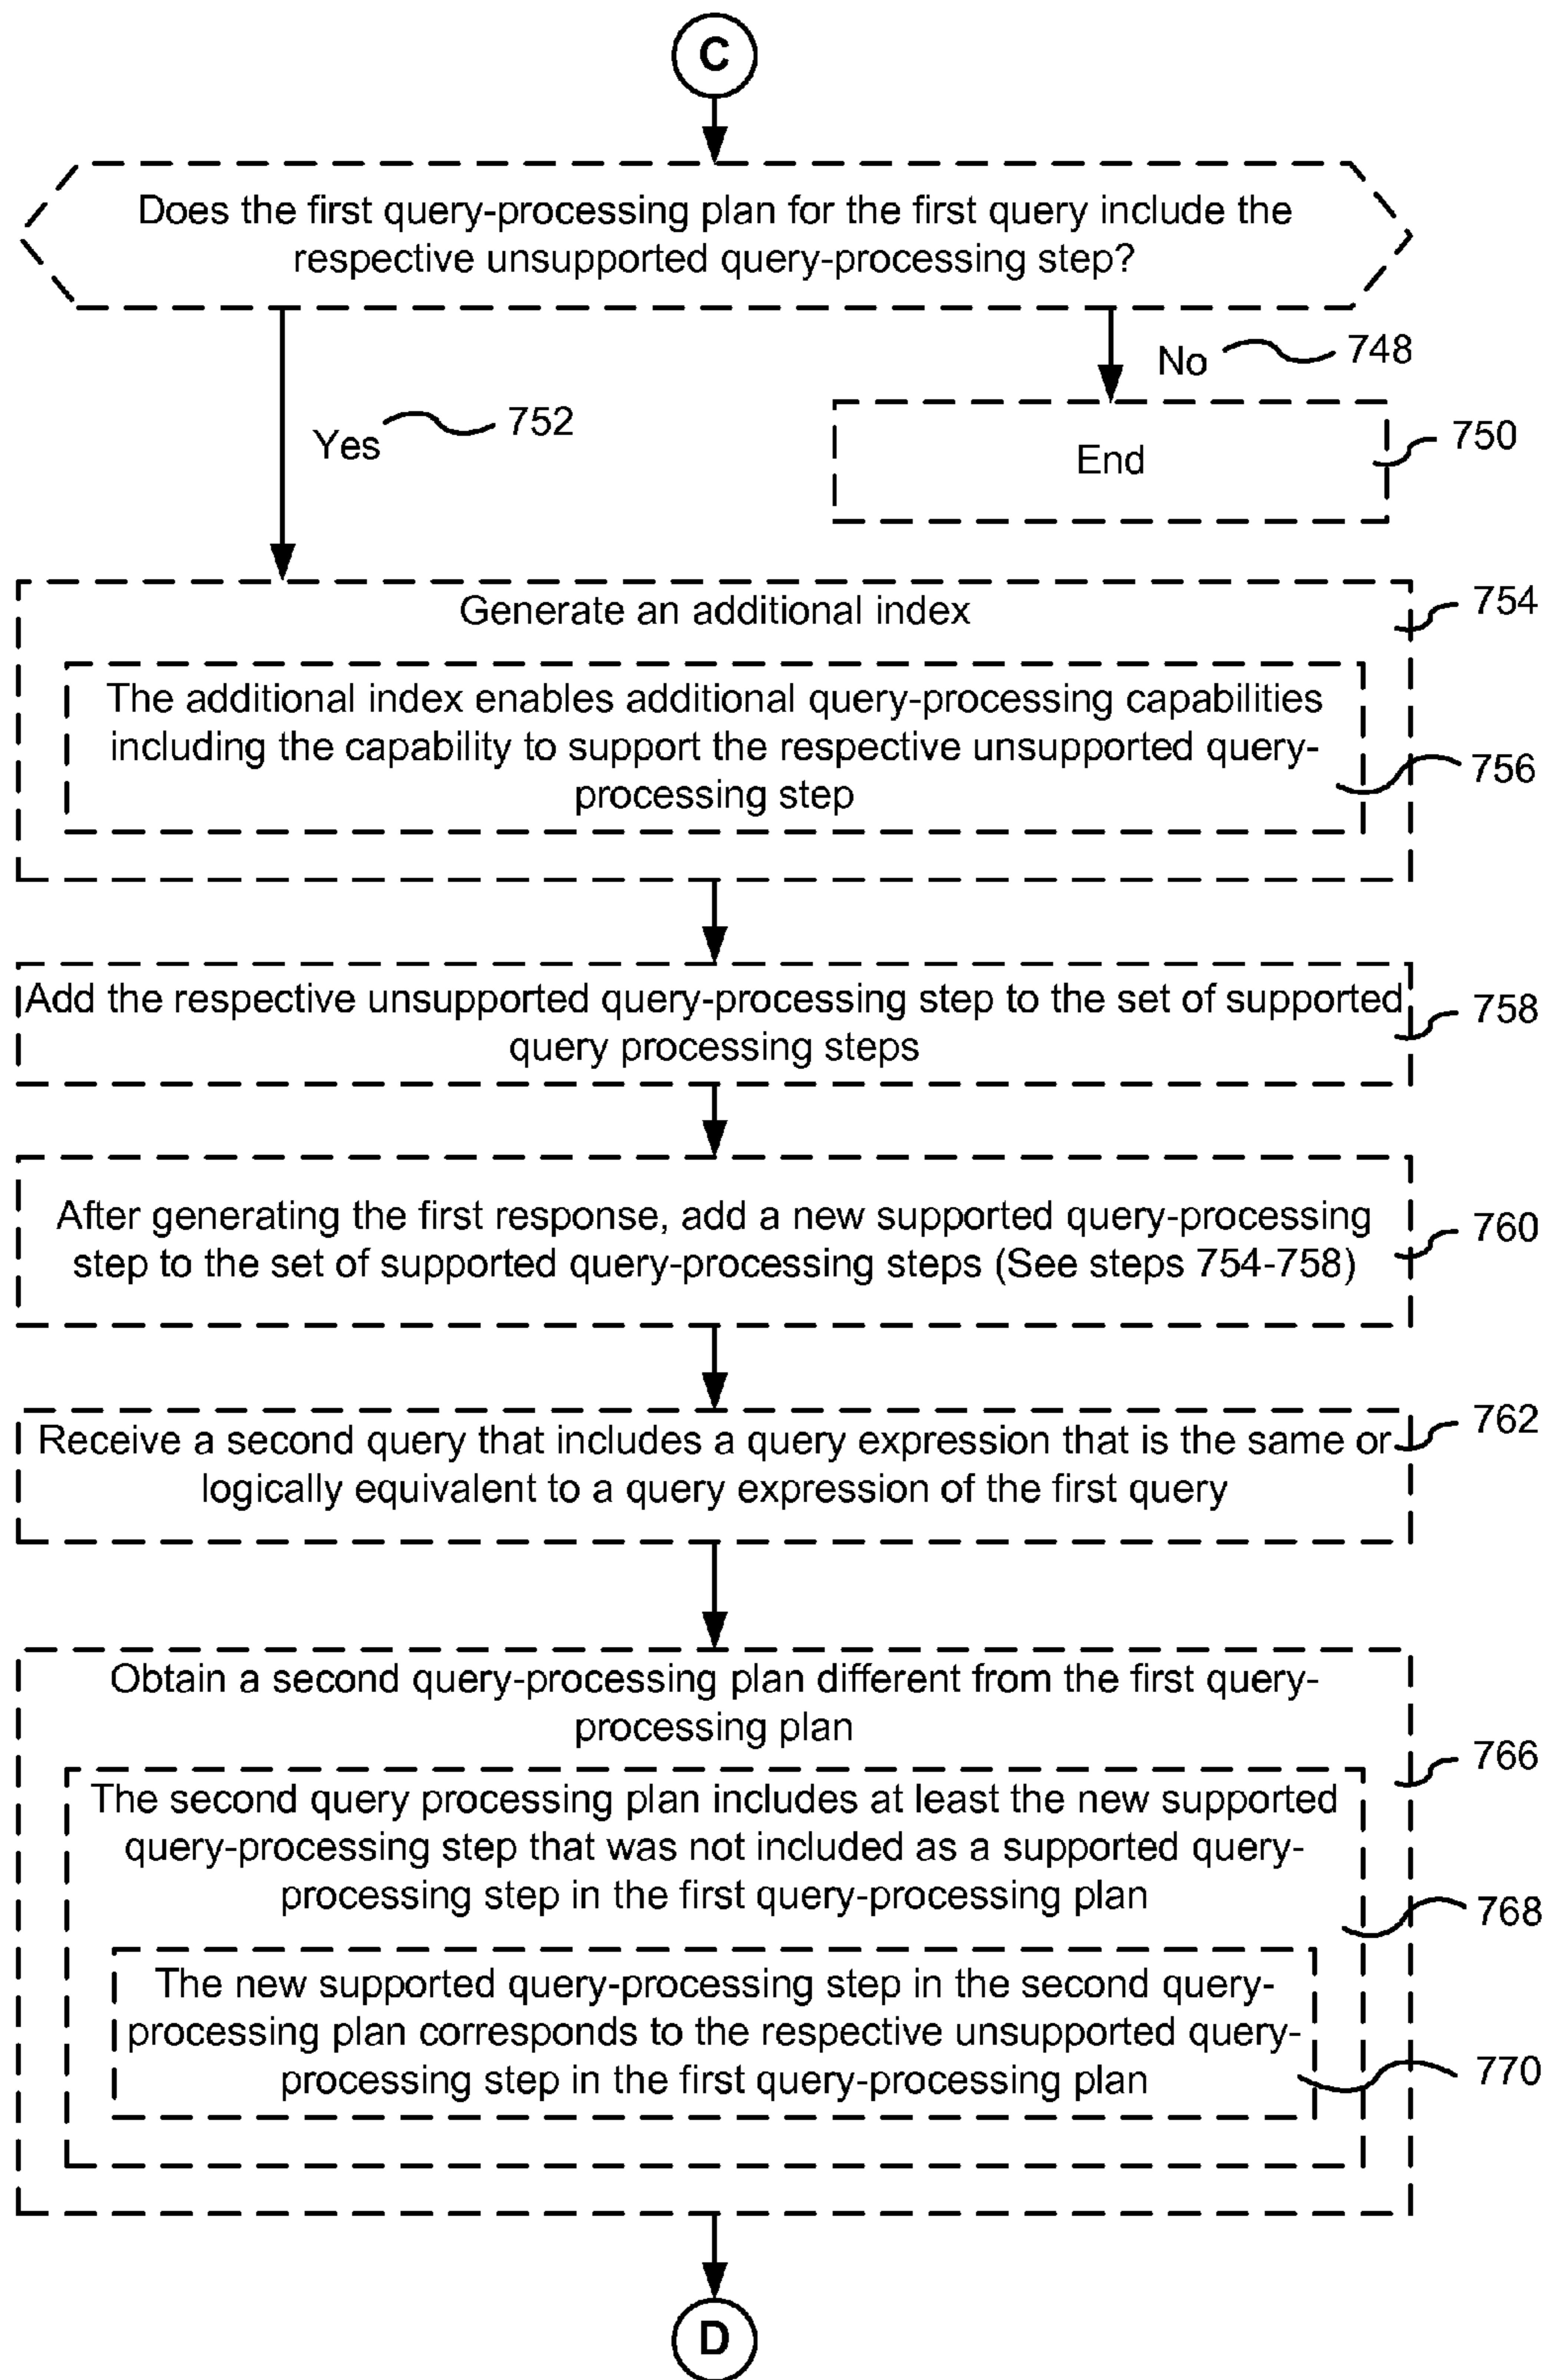 C
Does the first query-processing plan for the first query include the
respective unsupported query-processing step?
No
748
Yes
752
End
750
Generate an additional index
754
The additional index enables additional query-processing capabilities
including the capability to support the respective unsupported query-
processing step
756
Add the respective unsupported query-processing step to the set of supported
query processing steps
758
After generating the first response, add a new supported query-processing
step to the set of supported query-processing steps (See steps 754-758)
760
Receive a second query that includes a query expression that is the same or
logically equivalent to a query expression of the first query
762
Obtain a second query-processing plan different from the first query-
processing plan
766
The second query processing plan includes at least the new supported
query-processing step that was not included as a supported query-
processing step in the first query-processing plan
768
The new supported query-processing step in the second query-
processing plan corresponds to the respective unsupported query-
processing step in the first query-processing plan
770
D